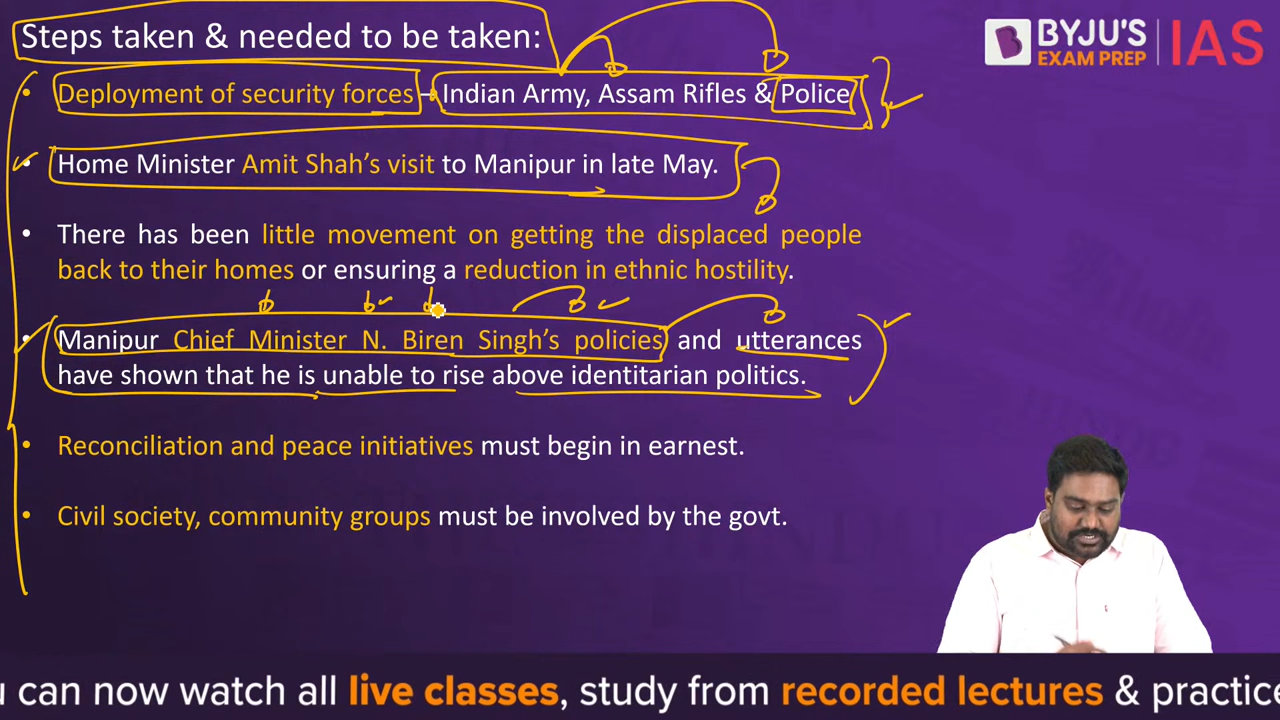 Steps taken & needed to be taken:
BYJU'S
EXAM PREP
IAS
• Deployment of security forces – Indian Army, Assam Rifles & Police
• Home Minister Amit Shah's visit to Manipur in late May.
• There has been little movement on getting the displaced people
back to their homes or ensuring a reduction in ethnic hostility.
• Manipur Chief Minister N. Biren Singh's policies and utterances
have shown that he is unable to rise above identitarian politics.
• Reconciliation and peace initiatives must begin in earnest.
• Civil society, community groups must be involved by the govt.
can now watch all live classes, study from recorded lectures & practice